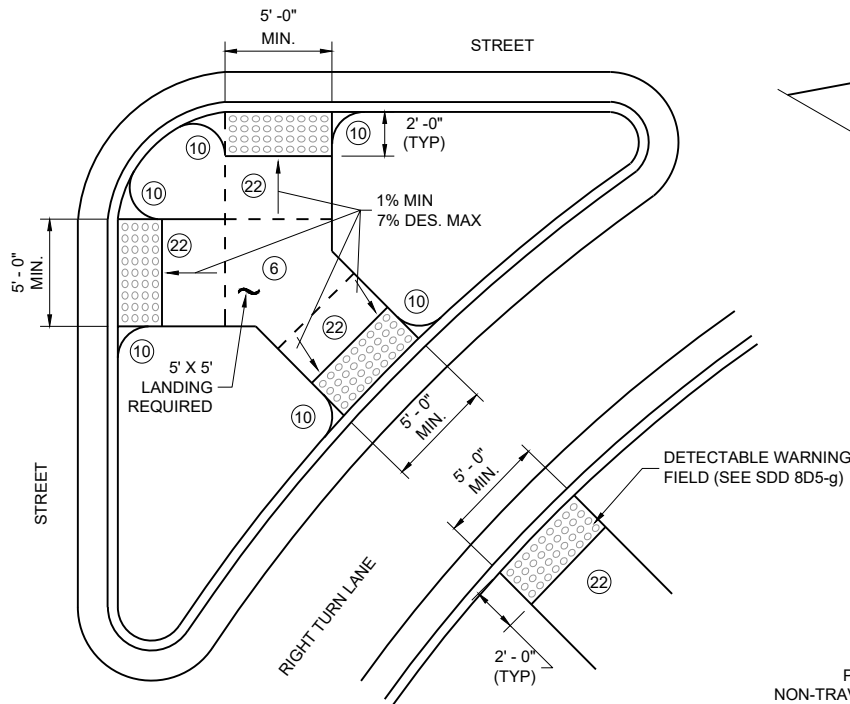 5' -0"
MIN.
STREET
10
10
2' -0"
(TYP)
10
22
1% MIN
7% DES. MAX
5' - 0"
MIN.
22
6
10
22
10
5' X 5'
LANDING
REQUIRED
10
5' - 0"
MIN.
STREET
5' - 0"
MIN.
DETECTABLE WARNING
FIELD (SEE SDD 8D5-g)
22
RIGHT TURN LANE
2' - 0"
(TYP)
NON-TRAV